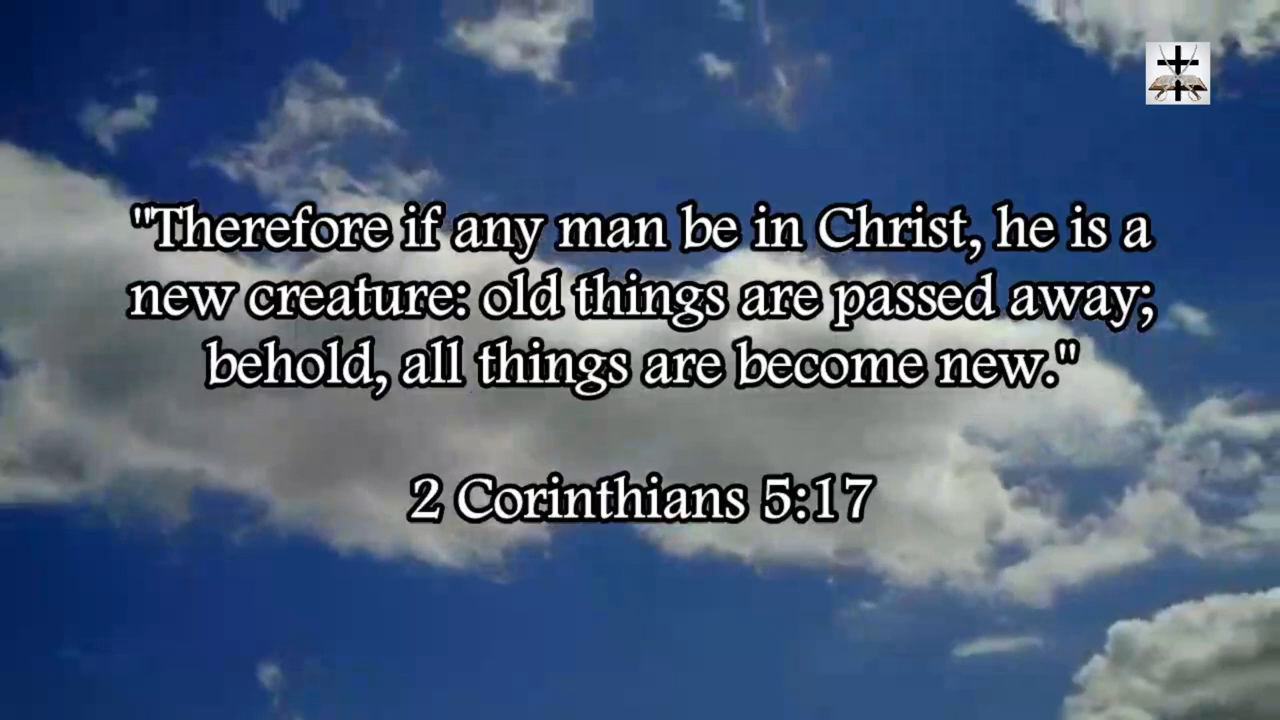 "Therefore if any man be in Christ, he is a
new creature: old things are passed away;
behold, all things are become new."
2 Corinthians 5:17